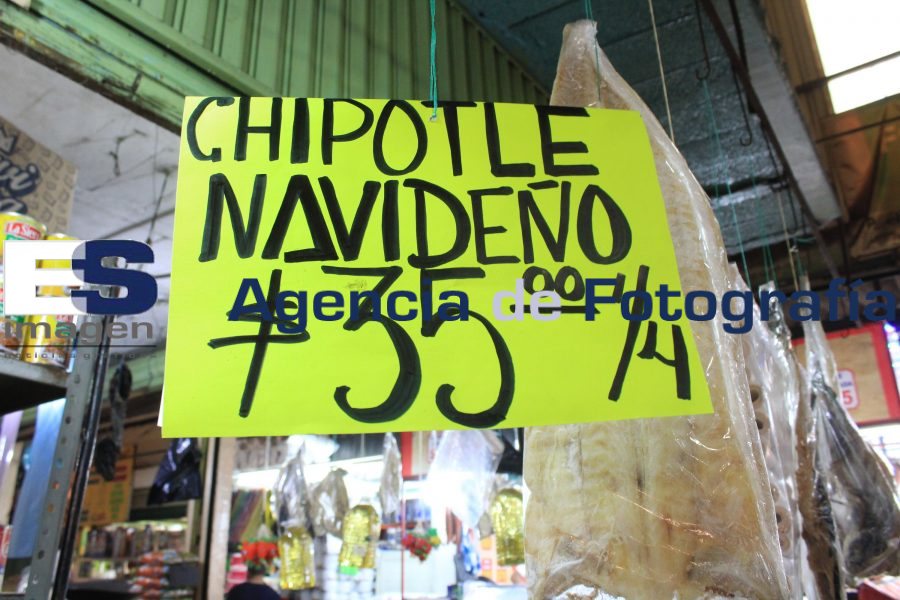 CHIPOTLE
NAVIDEÑO
$35.00 1/4
ES
imagen
Agencia de Fotografía